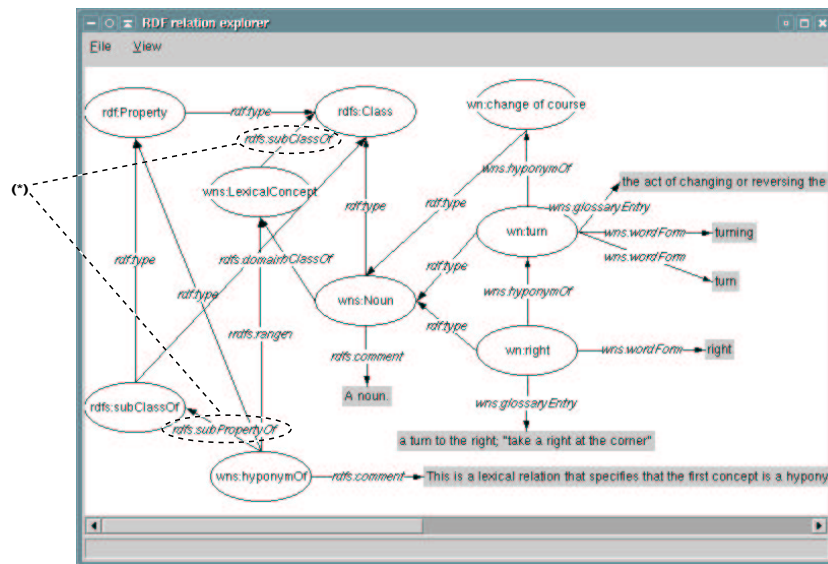 RDF relation explorer
File View
rdf:Property
rdf:type
rdfs:Class
wn:change of course
rdfs:subClassOf
wns:hyponymOf
the act of changing or reversing the
(*)
wns:LexicalConcept
rdf:type
rdf:type
wns:glossaryEntry
wn:turn
wns:wordForm
turning
wns:wordForm
rdf:type
rdfs:domain
bClassOf
rdf:type
turn
rdf:type
wns:hyponymOf
wns:Noun
rdf:type
rdfs:range
rdfs:comment
wn:right
wns:wordForm
right
A noun.
wns:glossaryEntry
rdfs:subClassOf
rdfs:subPropertyOf
a turn to the right; "take a right at the corner"
wns:hyponymOf
rdfs:comment
This is a lexical relation that specifies that the first concept is a hypony